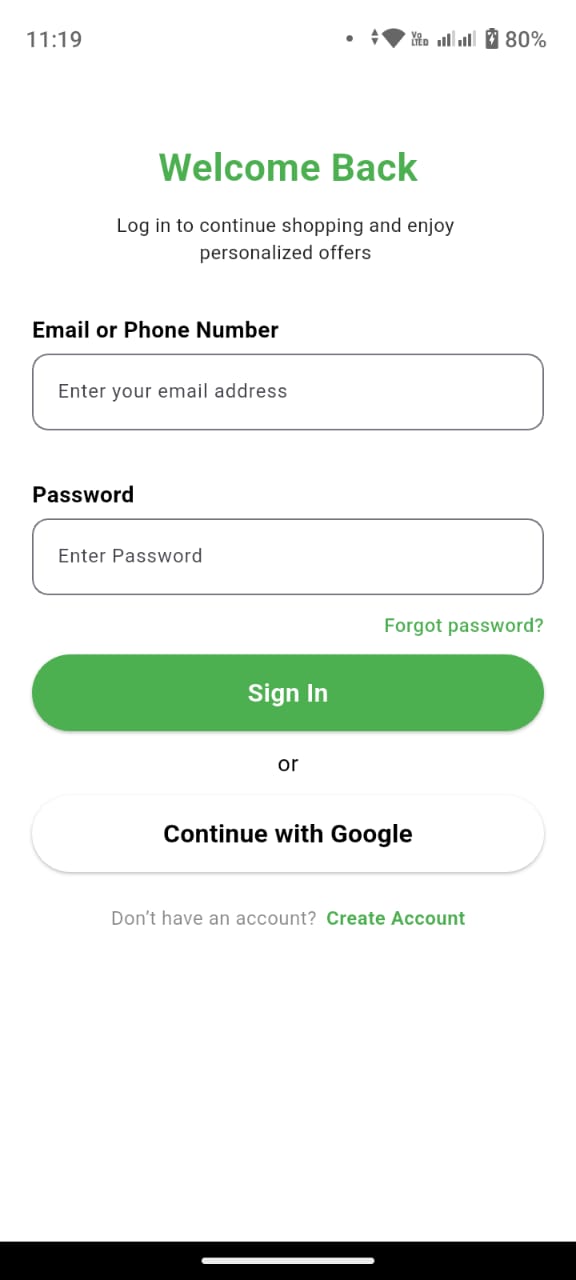 11:19
Vo LTED 80%
Welcome Back
Log in to continue shopping and enjoy
personalized offers
Email or Phone Number
Enter your email address
Password
Enter Password
Forgot password?
Sign In
or
Continue with Google
Don’t have an account? Create Account